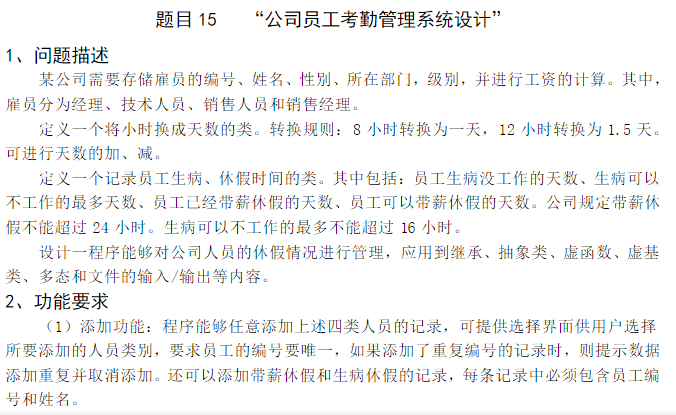 题目15 “公司员工考勤管理系统设计”
1、问题描述
某公司需要存储雇员的编号、姓名、性别、所在部门，级别，并进行工资的计算。其中，
雇员分为经理、技术人员、销售人员和销售经理。
定义一个将小时换成天数的类。转换规则：8 小时转换为一天，12 小时转换为 1.5 天。
可进行天数的加、减。
定义一个记录员工生病、休假时间的类。其中包括：员工生病没工作的天数、生病可以
不工作的最多天数、员工已经带薪休假的天数、员工可以带薪休假的天数。公司规定带薪休
假不能超过 24 小时。生病可以不工作的最多不能超过 16 小时。
设计一程序能够对公司人员的休假情况进行管理，应用到继承、抽象类、虚函数、虚基
类、多态和文件的输入/输出等内容。
2、功能要求
（1）添加功能：程序能够任意添加上述四类人员的记录，可提供选择界面供用户选择
所要添加的人员类别，要求员工的编号要唯一，如果添加了重复编号的记录时，则提示数据
添加重复并取消添加。还可以添加带薪休假和生病休假的记录，每条记录中必须包含员工编
号和姓名。